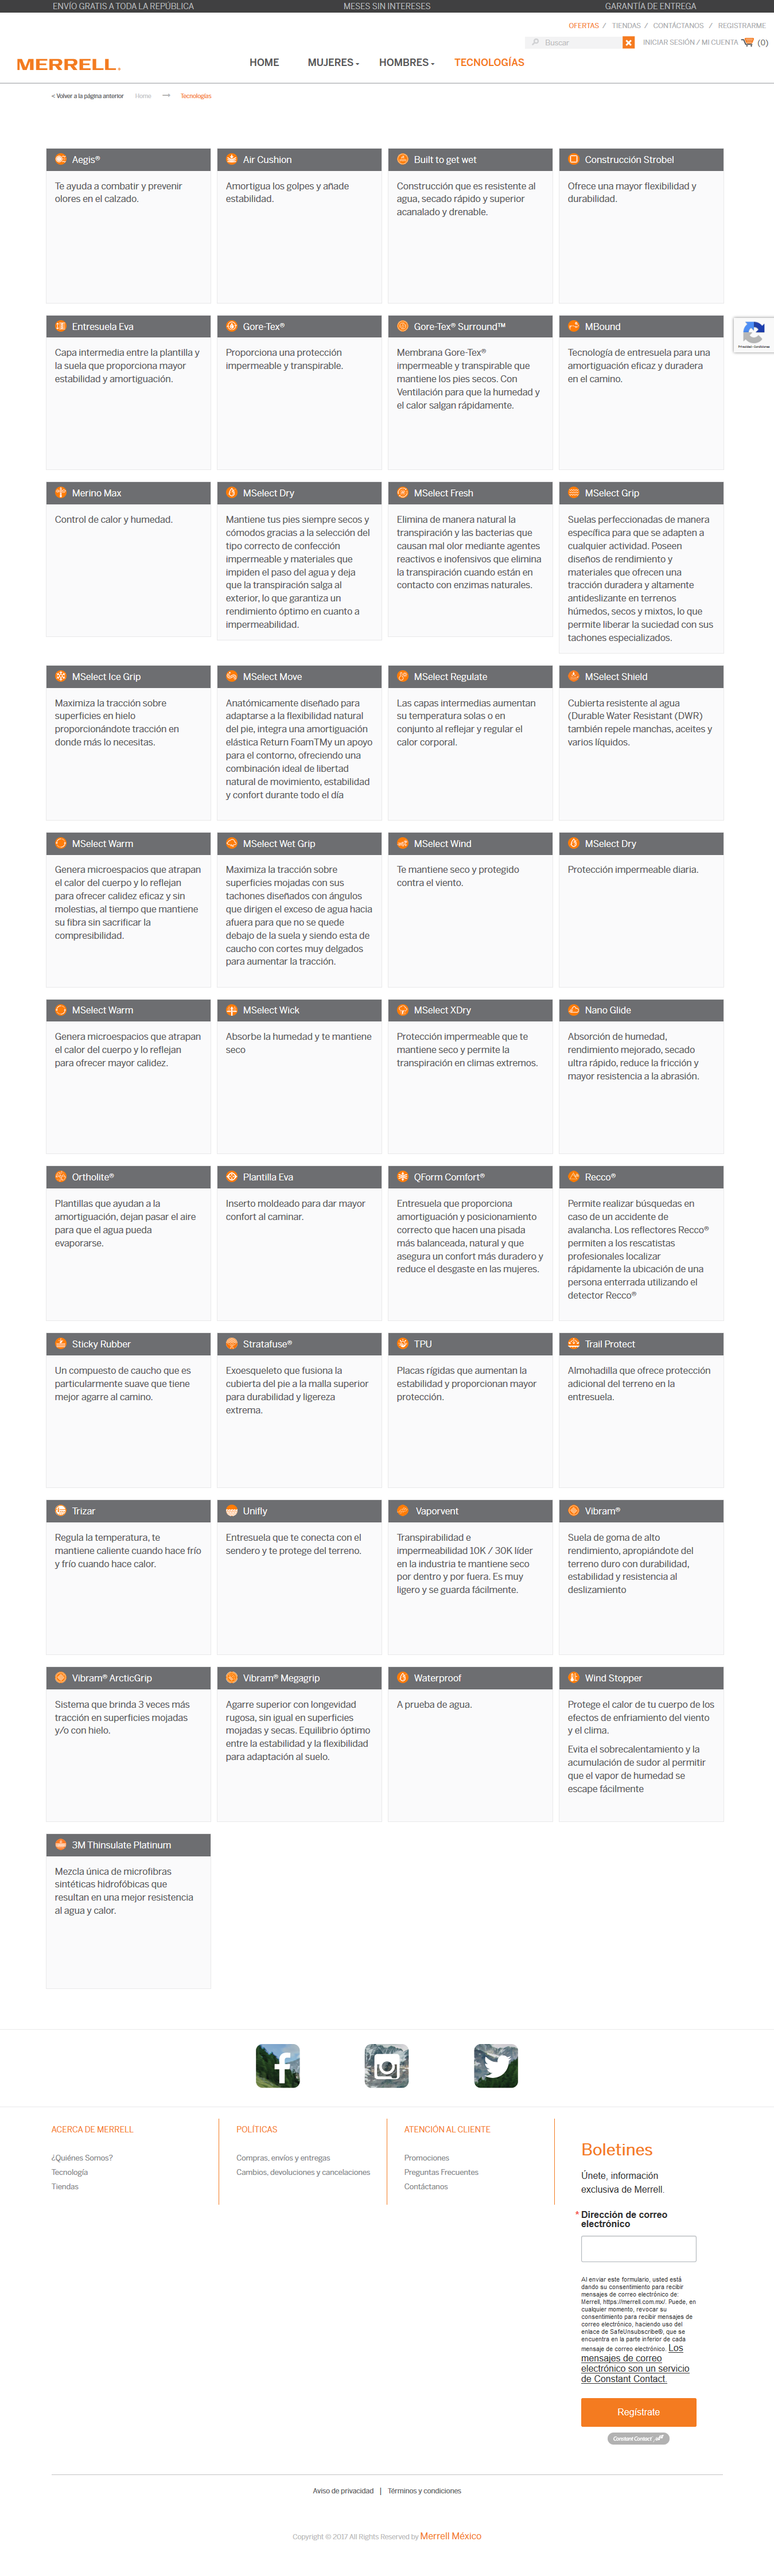 ENVÍO GRATIS A TODA LA REPÚBLICA
MESES SIN INTERESES
GARANTÍA DE ENTREGA
OFERTAS / TIENDAS / CONTÁCTANOS / REGISTRARME
Buscar
INICIAR SESIÓN / MI CUENTA (0)
MERRELL
HOME MUJERES HOMBRES TECNOLOGÍAS
< Volver a la página anterior Home → Tecnologías
Aegis®
Te ayuda a combatir y prevenir
olores en el calzado.
Air Cushion
Amortigua los golpes y añade
estabilidad.
Built to get wet
Construcción que es resistente al
agua, secado rápido y superior
acanalado y drenable.
Construcción Strobel
Ofrece una mayor flexibilidad y
durabilidad.
Entresuela Eva
Capa intermedia entre la plantilla y
la suela que proporciona mayor
estabilidad y amortiguación.
Gore-Tex®
Proporciona una protección
impermeable y transpirable.
Gore-Tex® Surround™
Membrana Gore-Tex®
impermeable y transpirable que
mantiene los pies secos. Con
Ventilación para que la humedad y
el calor salgan rápidamente.
MBound
Tecnología de entresuela para una
amortiguación eficaz y duradera
en el camino.
Merino Max
Control de calor y humedad.
MSelect Dry
Mantiene tus pies siempre secos y
cómodos gracias a la selección del
tipo correcto de confección
impermeable y materiales que
impiden el paso del agua y deja
que la transpiración salga al
exterior, lo que garantiza un
rendimiento óptimo en cuanto a
impermeabilidad.
MSelect Fresh
Elimina de manera natural la
transpiración y las bacterias que
causan mal olor mediante agentes
reactivos e inofensivos que elimina
la transpiración cuando están en
contacto con enzimas naturales.
MSelect Grip
Suelas perfeccionadas de manera
específica para que se adapten a
cualquier actividad. Poseen
diseños de rendimiento y
materiales que ofrecen una
tracción duradera y altamente
antideslizante en terrenos
húmedos, secos y mixtos, lo que
permite liberar la suciedad con sus
tachones especializados.
MSelect Ice Grip
Maximiza la tracción sobre
superficies en hielo
proporcionándote tracción en
donde más lo necesitas.
MSelect Move
Anatómicamente diseñado para
adaptarse a la flexibilidad natural
del pie, integra una amortiguación
elástica Return FoamTMy un apoyo
para el contorno, ofreciendo una
combinación ideal de libertad
natural de movimiento, estabilidad
y confort durante todo el día
MSelect Regulate
Las capas intermedias aumentan
su temperatura solas o en
conjunto al reflejar y regular el
calor corporal.
MSelect Shield
Cubierta resistente al agua
(Durable Water Resistant (DWR)
también repele manchas, aceites y
varios líquidos.
MSelect Warm
Genera microespacios que atrapan
el calor del cuerpo y lo reflejan
para ofrecer calidez eficaz y sin
molestias, al tiempo que mantiene
su fibra sin sacrificar la
compresibilidad.
MSelect Wet Grip
Maximiza la tracción sobre
superficies mojadas con sus
tachones diseñados con ángulos
que dirigen el exceso de agua hacia
afuera para que no se quede
debajo de la suela y siendo esta de
caucho con cortes muy delgados
para aumentar la tracción.
MSelect Wind
Te mantiene seco y protegido
contra el viento.
MSelect Dry
Protección impermeable diaria.
MSelect Warm
Genera microespacios que atrapan
el calor del cuerpo y lo reflejan
para ofrecer mayor calidez.
MSelect Wick
Absorbe la humedad y te mantiene
seco
MSelect XDry
Protección impermeable que te
mantiene seco y permite la
transpiración en climas extremos.
Nano Glide
Absorción de humedad,
rendimiento mejorado, secado
ultra rápido, reduce la fricción y
mayor resistencia a la abrasión.
Ortholite®
Plantillas que ayudan a la
amortiguación, dejan pasar el aire
para que el agua pueda
evaporarse.
Plantilla Eva
Inserto moldeado para dar mayor
confort al caminar.
QForm Comfort®
Entresuela que proporciona
amortiguación y posicionamiento
correcto que hacen una pisada
más balanceada, natural y que
asegura un confort más duradero y
reduce el desgaste en las mujeres.
Recco®
Permite realizar búsquedas en
caso de un accidente de
avalancha. Los reflectores Recco®
permiten a los rescatistas
profesionales localizar
rápidamente la ubicación de una
persona enterrada utilizando el
detector Recco®
Sticky Rubber
Un compuesto de caucho que es
particularmente suave que tiene
mejor agarre al camino.
Stratafuse®
Exoesqueleto que fusiona la
cubierta del pie a la malla superior
para durabilidad y ligereza
extrema.
TPU
Placas rígidas que aumentan la
estabilidad y proporcionan mayor
protección.
Trail Protect
Almohadilla que ofrece protección
adicional del terreno en la
entresuela.
Trizar
Regula la temperatura, te
mantiene caliente cuando hace frío
y frío cuando hace calor.
Unifly
Entresuela que te conecta con el
sendero y te protege del terreno.
Vaporvent
Transpirabilidad e
impermeabilidad 10K / 30K líder
en la industria te mantiene seco
por dentro y por fuera. Es muy
ligero y se guarda fácilmente.
Vibram®
Suela de goma de alto
rendimiento, apropiándote del
terreno duro con durabilidad,
estabilidad y resistencia al
deslizamiento
Vibram® ArcticGrip
Sistema que brinda 3 veces más
tracción en superficies mojadas
y/o con hielo.
Vibram® Megagrip
Agarre superior con longevidad
rugosa, sin igual en superficies
mojadas y secas. Equilibrio óptimo
entre la estabilidad y la flexibilidad
para adaptación al suelo.
Waterproof
A prueba de agua.
Wind Stopper
Protege el calor de tu cuerpo de los
efectos de enfriamiento del viento
y el clima.
Evita el sobrecalentamiento y la
acumulación de sudor al permitir
que el vapor de humedad se
escape fácilmente
3M Thinsulate Platinum
Mezcla única de microfibras
sintéticas hidrofóbicas que
resultan en una mejor resistencia
al agua y calor.
ACERCA DE MERRELL
¿Quiénes Somos?
Tecnología
Tiendas
POLÍTICAS
Compras, envíos y entregas
Cambios, devoluciones y cancelaciones
ATENCIÓN AL CLIENTE
Promociones
Preguntas Frecuentes
Contáctanos
Boletines
Únete, información
exclusiva de Merrell.
* Dirección de correo
electrónico
Al enviar este formulario, usted está
dando su consentimiento para recibir
mensajes de correo electrónico de:
Merrell, https://merrell.com.mx/. Puede, en
cualquier momento, revocar su
consentimiento para recibir mensajes de
correo electrónico, haciendo uso del
enlace de SafeUnsubscribe®, que se
encuentra en la parte inferior de cada
mensaje de correo electrónico. Los
mensajes de correo
electrónico son un servicio
de Constant Contact.
Regístrate
Constant Contact
Aviso de privacidad | Términos y condiciones
Copyright © 2017 All Rights Reserved by Merrell México